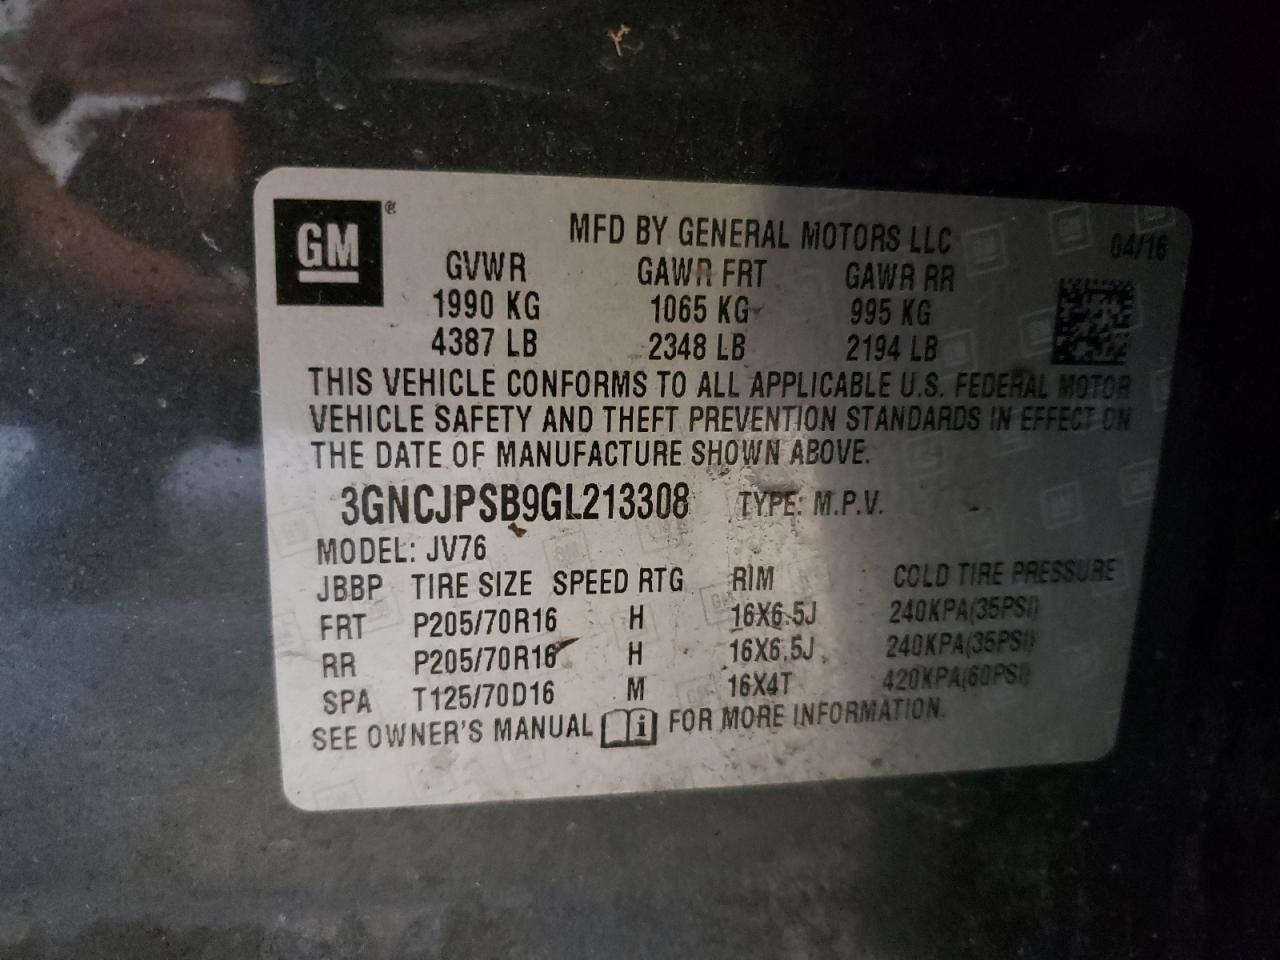 GM ®
MFD BY GENERAL MOTORS LLC 04/16
GVWR GAWR FRT GAWR RR
1990 KG 1065 KG 995 KG
4387 LB 2348 LB 2194 LB
THIS VEHICLE CONFORMS TO ALL APPLICABLE U.S. FEDERAL MOTOR
VEHICLE SAFETY AND THEFT PREVENTION STANDARDS IN EFFECT ON
THE DATE OF MANUFACTURE SHOWN ABOVE.
3GNCJPSB9GL213308 TYPE: M.P.V.
MODEL: JV76
JBBP TIRE SIZE SPEED RTG RIM COLD TIRE PRESSURE
FRT P205/70R16 H 16X6.5J 240KPA(35PSI)
RR P205/70R16 H 16X6.5J 240KPA(35PSI)
SPA T125/70D16 M 16X4T 420KPA(60PSI)
SEE OWNER'S MANUAL i FOR MORE INFORMATION.